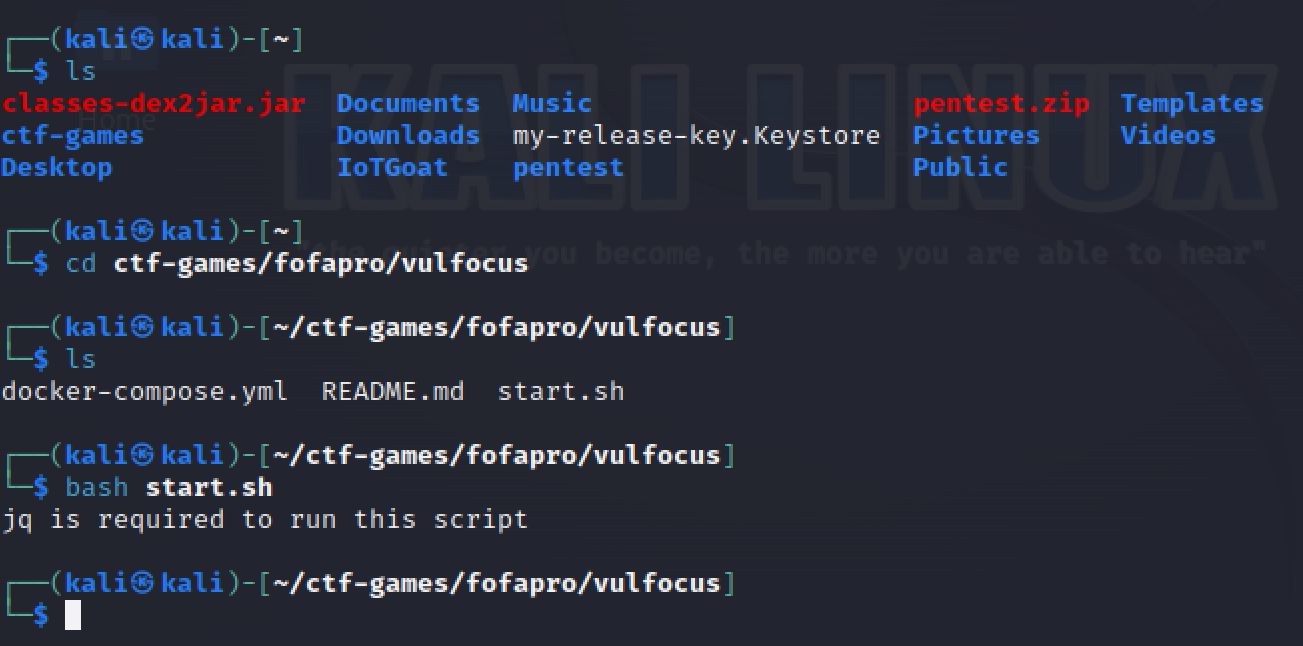 (kali㉿kali)-[~]
$ ls
classes-dex2jar.jar Documents Music pentest.zip Templates
ctf-games Downloads my-release-key.Keystore Pictures Videos
Desktop IoTGoat pentest Public
KALI LINUX
Home
(kali㉿kali)-[~]
"the quieter you become, the more you are able to hear"
$ cd ctf-games/fofapro/vulfocus
(kali㉿kali)-[~/ctf-games/fofapro/vulfocus]
$ ls
docker-compose.yml README.md start.sh
(kali㉿kali)-[~/ctf-games/fofapro/vulfocus]
$ bash start.sh
jq is required to run this script
(kali㉿kali)-[~/ctf-games/fofapro/vulfocus]
$